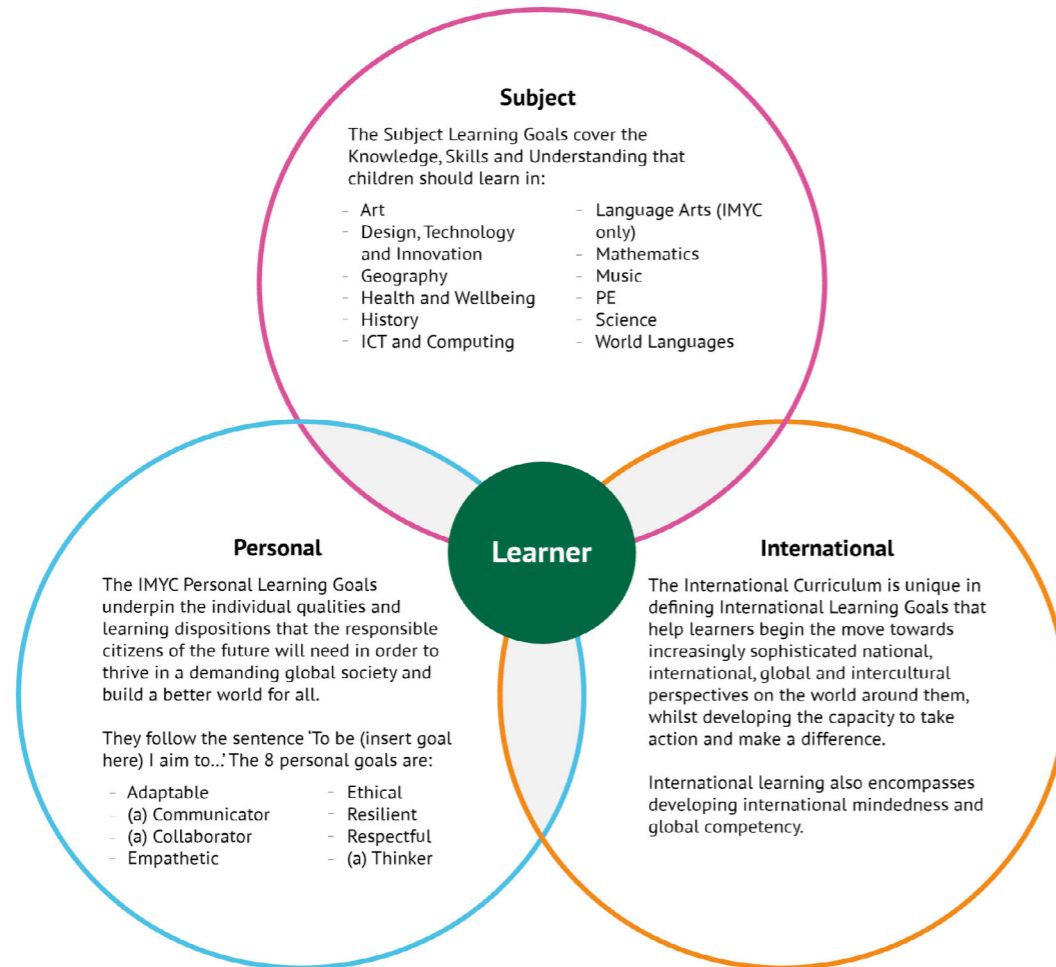 Subject
The Subject Learning Goals cover the
Knowledge, Skills and Understanding that
children should learn in:
- Art
- Design, Technology
and Innovation
- Geography
- Health and Wellbeing
- History
- ICT and Computing
- Language Arts (IMYC
only)
- Mathematics
- Music
- PE
- Science
- World Languages
Learner
Personal
The IMYC Personal Learning Goals
underpin the individual qualities and
learning dispositions that the responsible
citizens of the future will need in order to
thrive in a demanding global society and
build a better world for all.
They follow the sentence ‘To be (insert goal
here) I aim to...’ The 8 personal goals are:
- Adaptable
- (a) Communicator
- (a) Collaborator
- Empathetic
- Ethical
- Resilient
- Respectful
- (a) Thinker
International
The International Curriculum is unique in
defining International Learning Goals that
help learners begin the move towards
increasingly sophisticated national,
international, global and intercultural
perspectives on the world around them,
whilst developing the capacity to take
action and make a difference.
International learning also encompasses
developing international mindedness and
global competency.